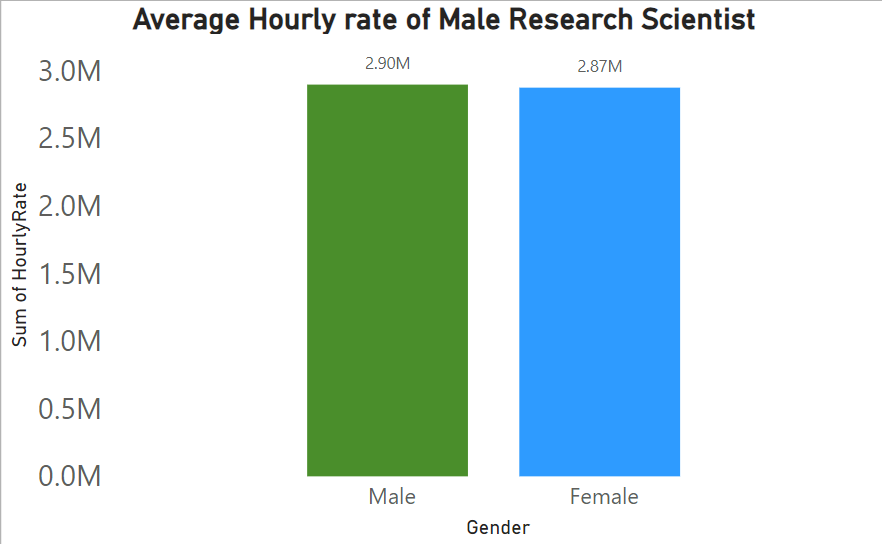 Average Hourly rate of Male Research Scientist
3.0M
2.5M
2.0M
1.5M
1.0M
0.5M
0.0M
Sum of HourlyRate
2.90M
2.87M
Male
Female
Gender